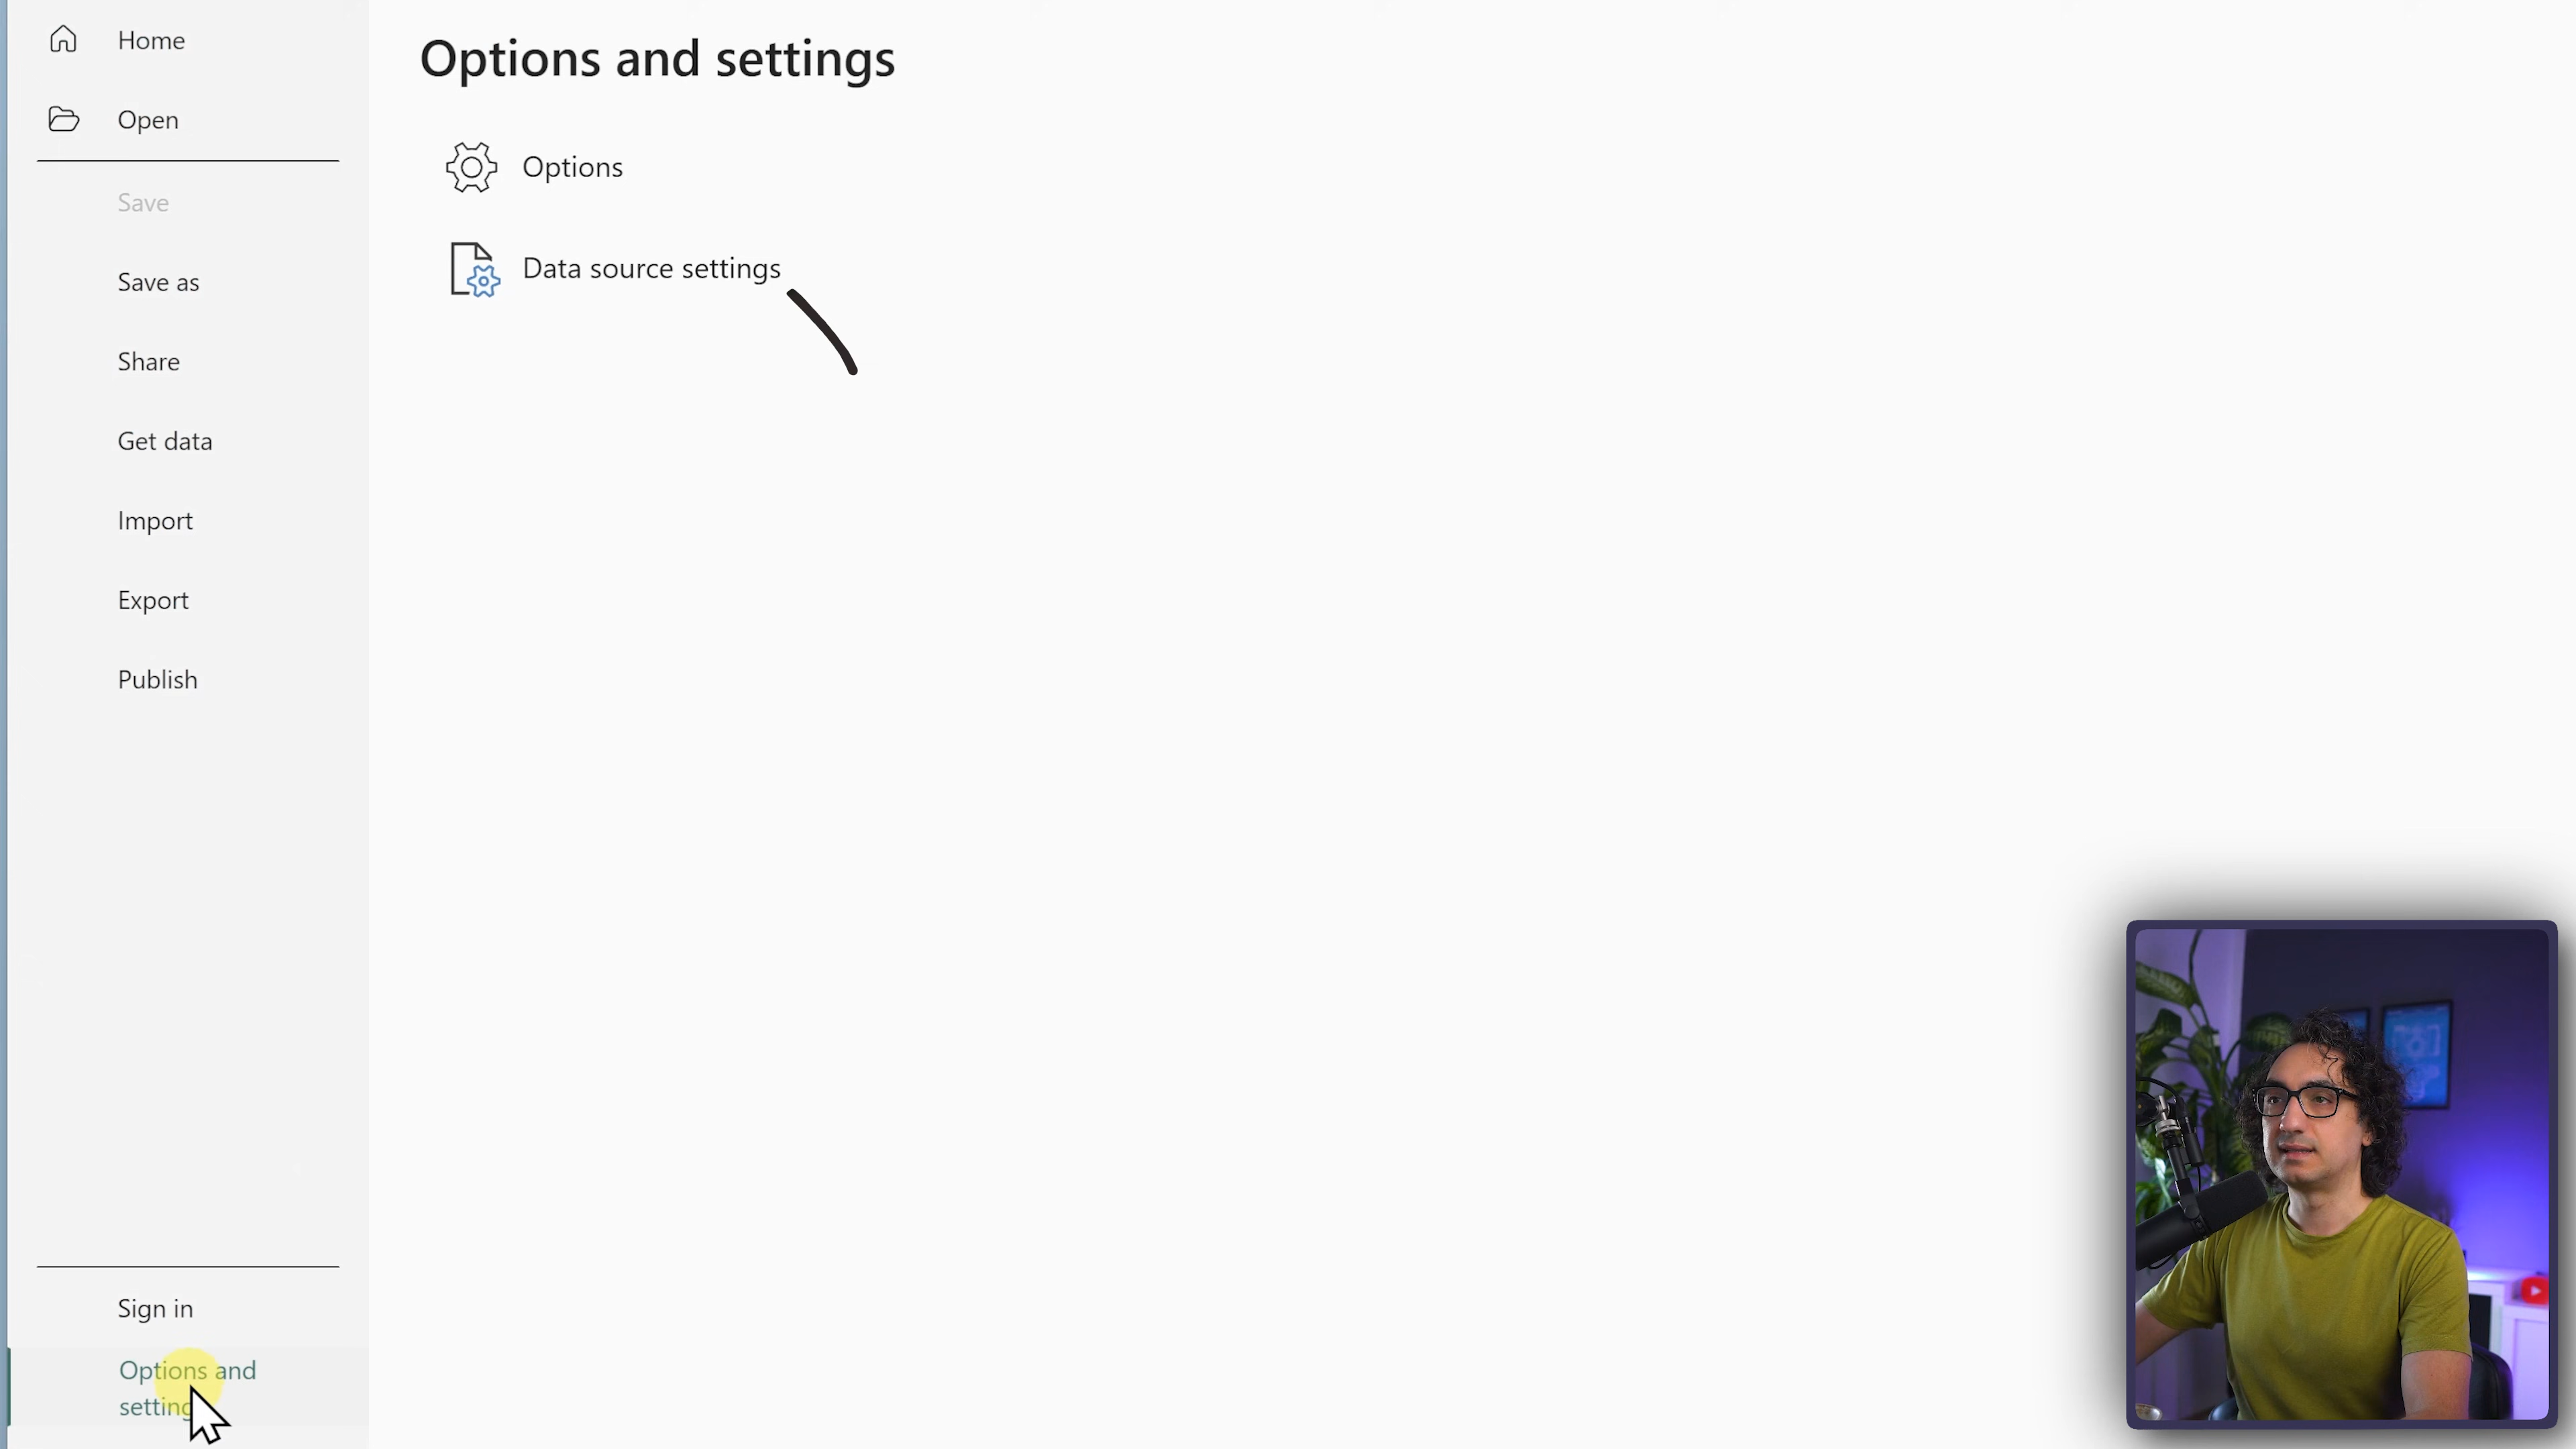 Home
Open
Save
Save as
Share
Get data
Import
Export
Publish
Sign in
Options and
setting
Options and settings
Options
Data source settings